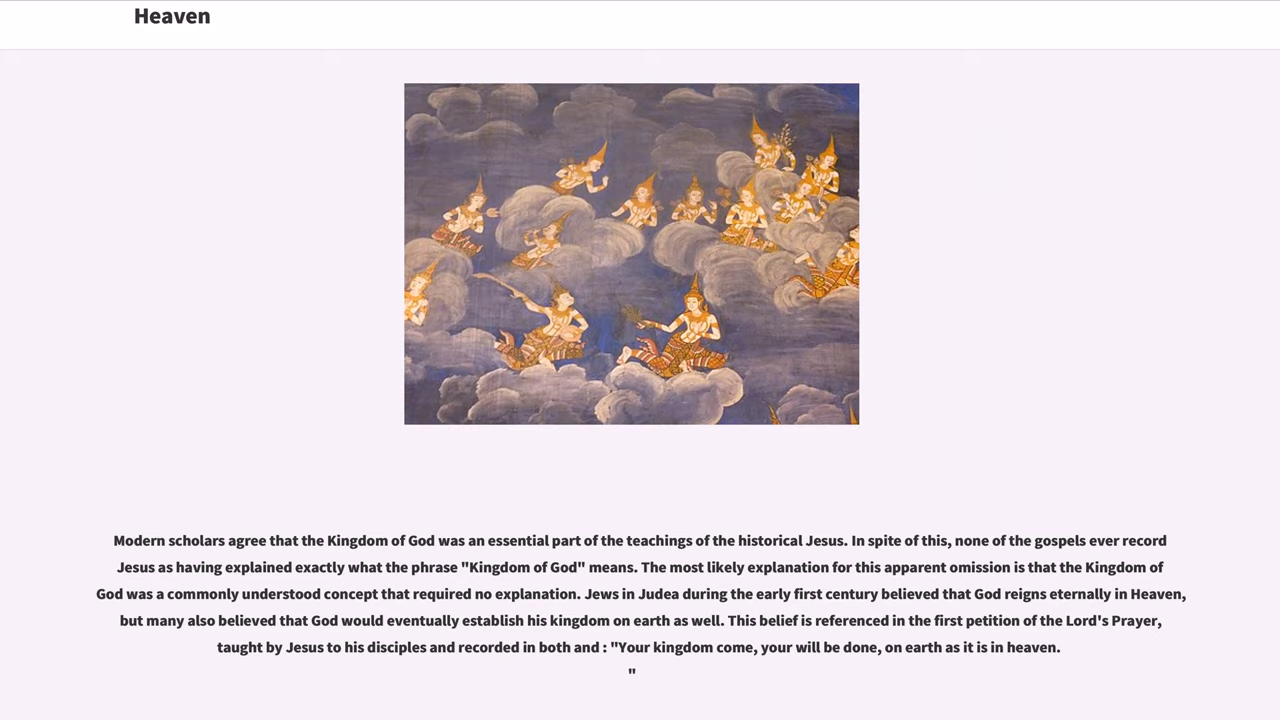 Heaven
Modern scholars agree that the Kingdom of God was an essential part of the teachings of the historical Jesus. In spite of this, none of the gospels ever record
Jesus as having explained exactly what the phrase "Kingdom of God" means. The most likely explanation for this apparent omission is that the Kingdom of
God was a commonly understood concept that required no explanation. Jews in Judea during the early first century believed that God reigns eternally in Heaven,
but many also believed that God would eventually establish his kingdom on earth as well. This belief is referenced in the first petition of the Lord's Prayer,
taught by Jesus to his disciples and recorded in both and : "Your kingdom come, your will be done, on earth as it is in heaven.
"